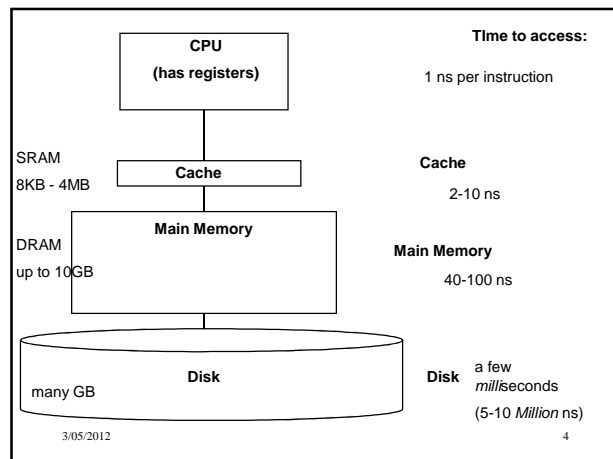 CPU
(has registers)
TIme to access:
1 ns per instruction
SRAM
8KB - 4MB
Cache
Cache
2-10 ns
Main Memory
DRAM
up to 10GB
Main Memory
40-100 ns
Disk
many GB
Disk
a few
milliseconds
(5-10 Million ns)
3/05/2012
4